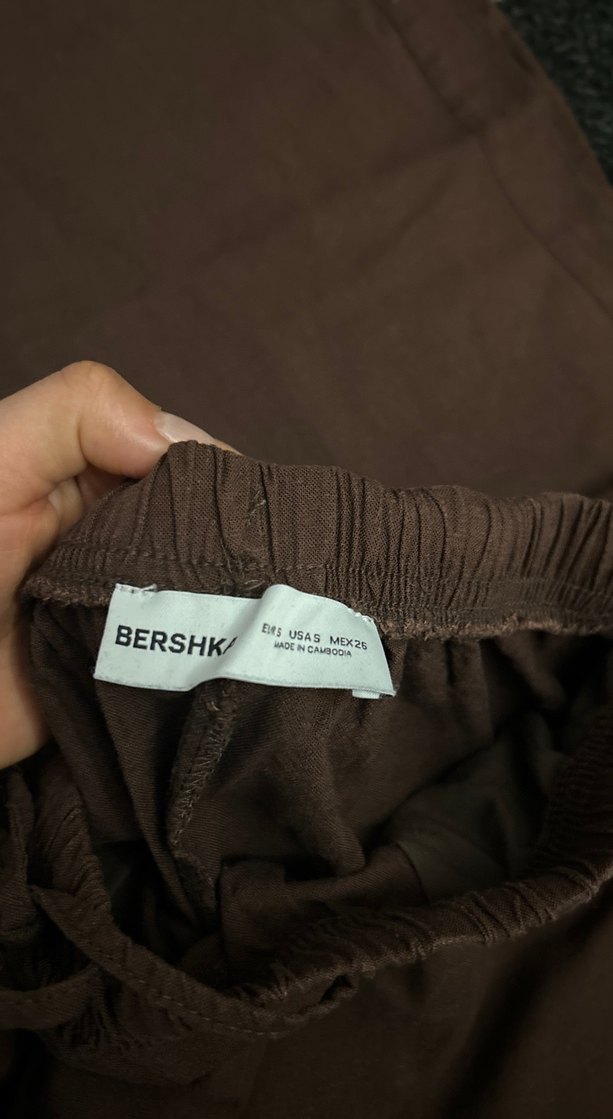 BERSHKA
EUR S USA S MEX 26
MADE IN CAMBODIA